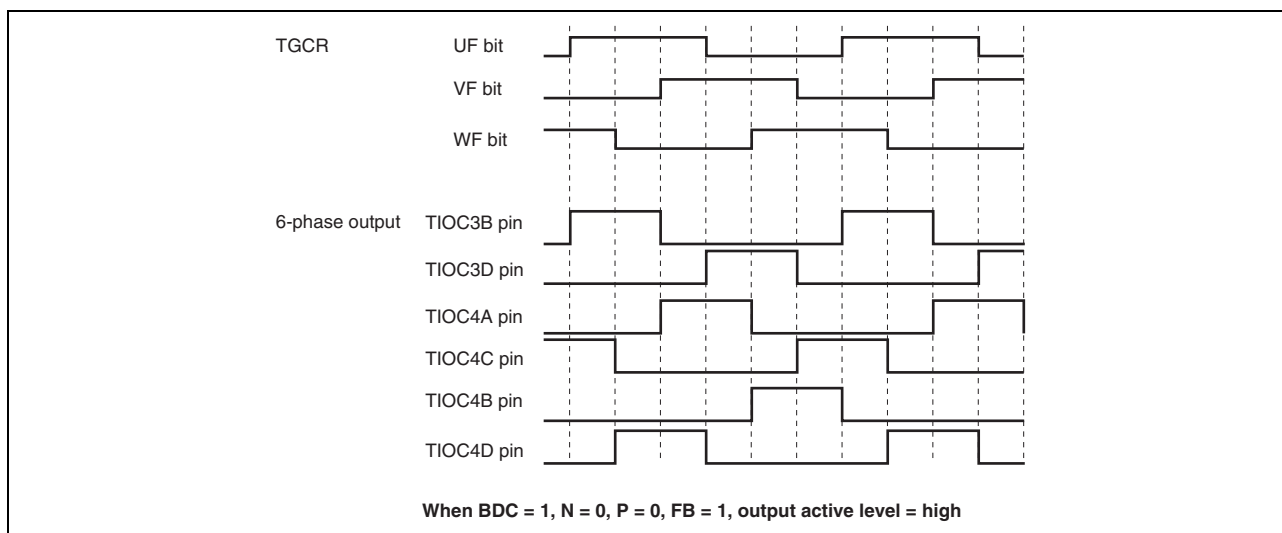 TGCR UF bit
VF bit
WF bit
6-phase output TIOC3B pin
TIOC3D pin
TIOC4A pin
TIOC4C pin
TIOC4B pin
TIOC4D pin
When BDC = 1, N = 0, P = 0, FB = 1, output active level = high